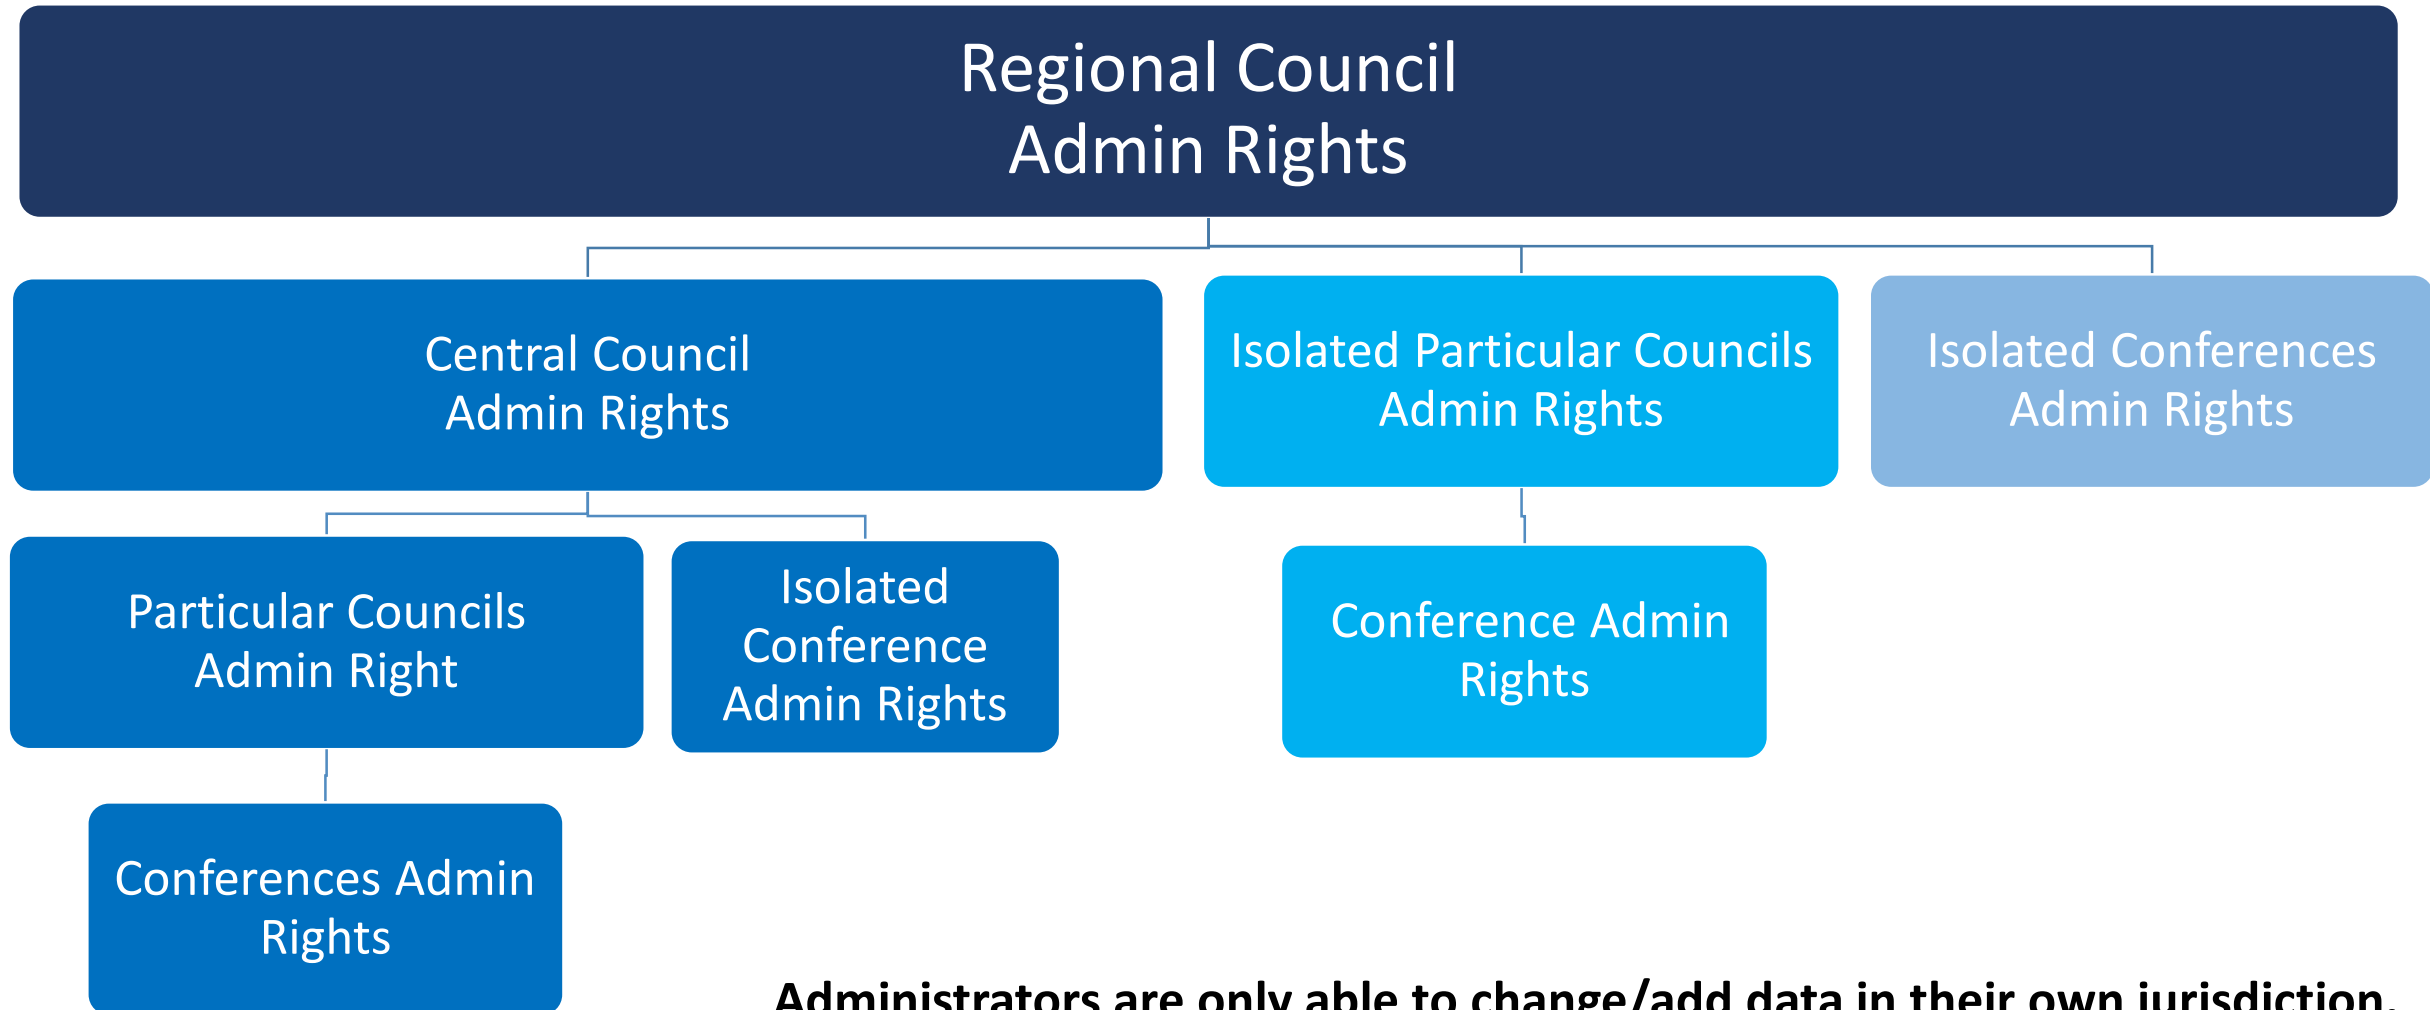 Regional Council
Admin Rights
Central Council
Admin Rights
Isolated Particular Councils
Admin Rights
Isolated Conferences
Admin Rights
Particular Councils
Admin Right
Isolated
Conference
Admin Rights
Conference Admin
Rights
Conferences Admin
Rights
Administrators are only able to change/add data in their own jurisdiction.